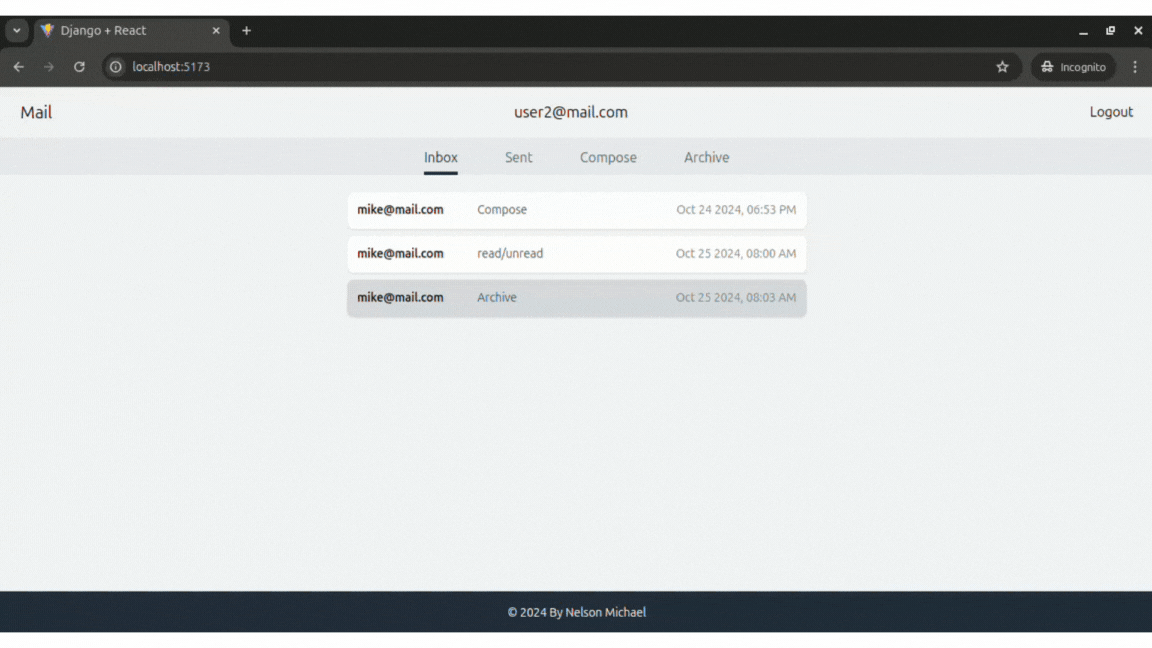 Django + React
localhost:5173
Incognito
Mail user2@mail.com Logout
Inbox Sent Compose Archive
mike@mail.com Compose Oct 24 2024, 06:53 PM
mike@mail.com read/unread Oct 25 2024, 08:00 AM
mike@mail.com Archive Oct 25 2024, 08:03 AM
© 2024 By Nelson Michael